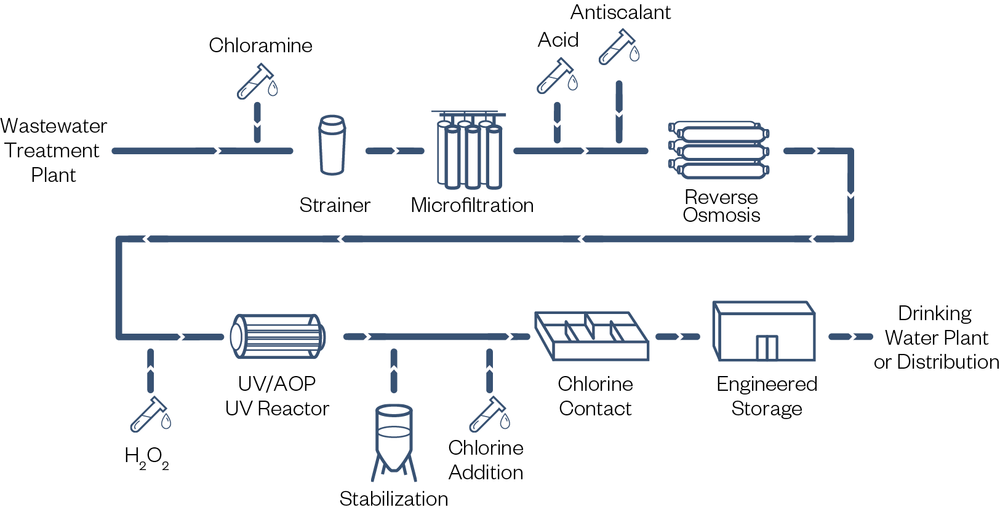 Antiscalant
Acid
Chloramine
Wastewater
Treatment
Plant
Strainer
Microfiltration
Reverse
Osmosis
Drinking
Water Plant
or Distribution
UV/AOP
UV Reactor
Chlorine
Contact
Engineered
Storage
H₂O₂
Chlorine
Addition
Stabilization